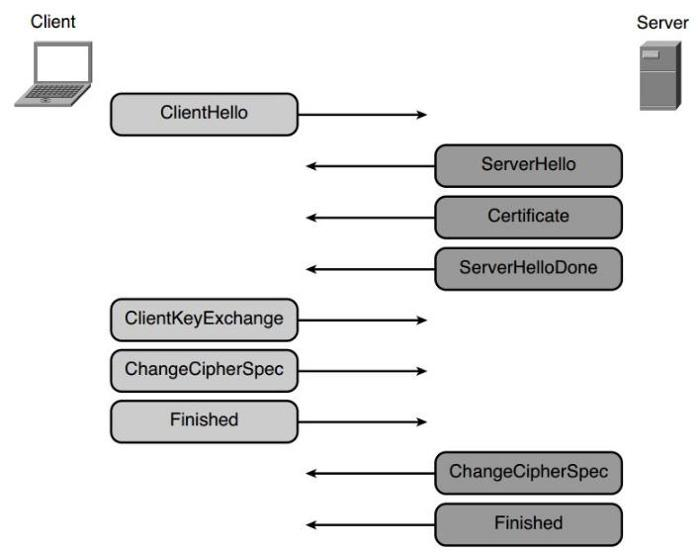 Client
Server
ClientHello
ServerHello
Certificate
ServerHelloDone
ClientKeyExchange
ChangeCipherSpec
Finished
ChangeCipherSpec
Finished